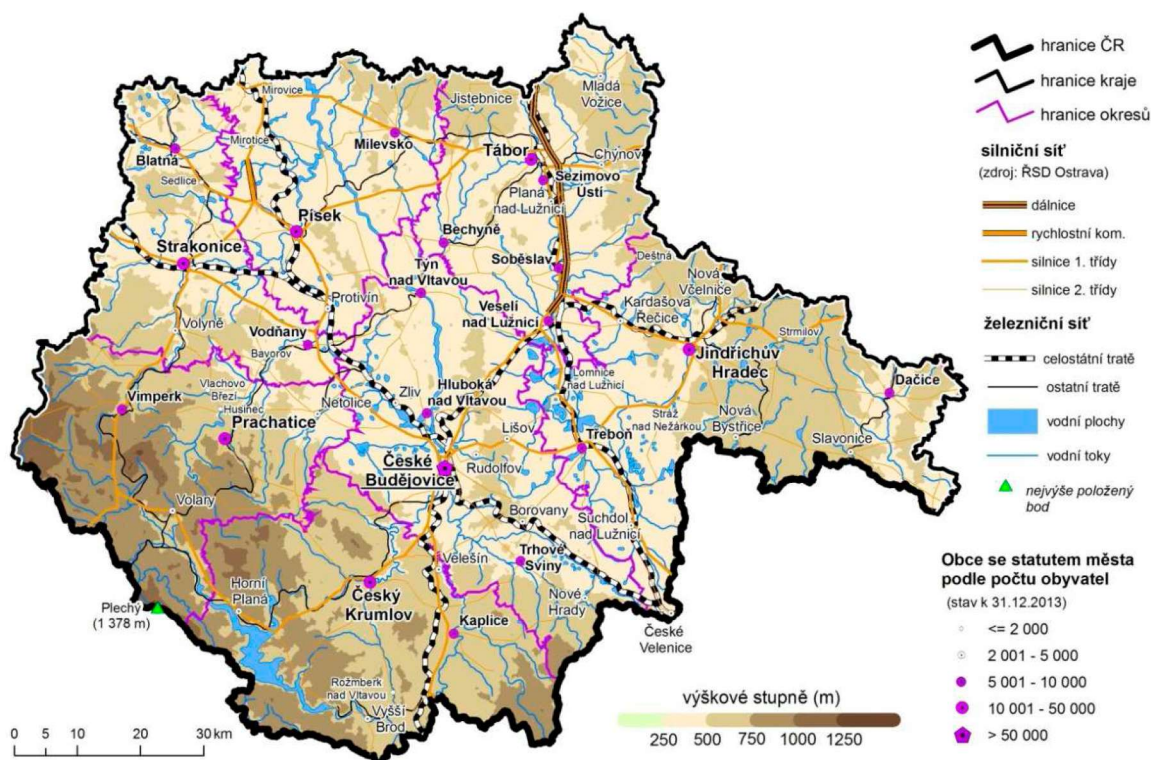 Mirovice
Jistebnice
Mladá
Vožice
Mirotice
Milevsko
Blatná
Sedlice
Tábor
Chýnov
Sezimovo
Ústí
Planá
nad Lužnicí
Písek
Bechyně
Strakonice
Soběslav
Deštná
Týn
nad Vltavou
Nová
Včelnice
Protivín
Kardašova
Řečice
Veselí
nad Lužnicí
Volyně
Vodňany
Strmilov
Bavorov
Jindřichův
Hradec
Lomnice
nad Lužnicí
Dačice
Vlachovo
Březí
Zliv
Hluboká
nad Vltavou
Vimperk
Husinec
Netolice
Stráž
nad Nežárkou
Nová
Bystřice
Prachatice
Lišov
Třeboň
Slavonice
České
Budějovice
Rudolfov
Volary
Borovany
Suchdol
nad Lužnicí
Velešín
Trhové
Sviny
Horní
Planá
Český
Krumlov
Nové
Hrady
Plechý
(1 378 m)
Kaplice
České
Velenice
Rožmberk
nad Vltavou
Vyšší
Brod
0 5 10 20 30 km
výškové stupně (m)
250 500 750 1000 1250
hranice ČR
hranice kraje
hranice okresů
silniční síť
(zdroj: ŘSD Ostrava)
dálnice
rychlostní kom.
silnice 1. třídy
silnice 2. třídy
železniční síť
celostátní tratě
ostatní tratě
vodní plochy
vodní toky
nejvýše položený
bod
Obce se statutem města
podle počtu obyvatel
(stav k 31.12.2013)
<= 2 000
2 001 - 5 000
5 001 - 10 000
10 001 - 50 000
> 50 000